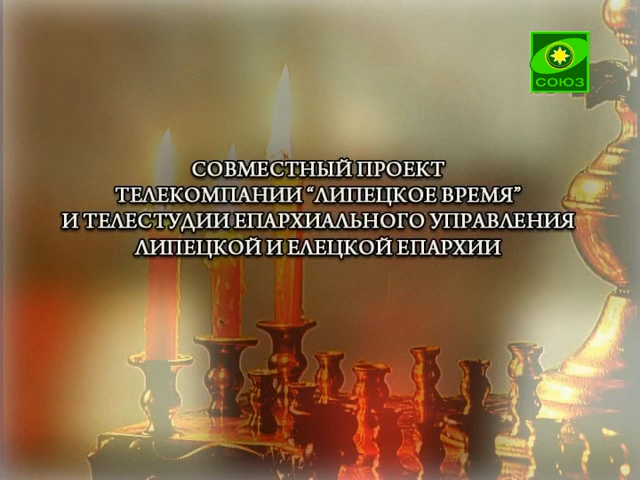 СОЮЗ
СОВМЕСТНЫЙ ПРОЕКТ
ТЕЛЕКОМПАНИИ “ЛИПЕЦКОЕ ВРЕМЯ”
И ТЕЛЕСТУДИИ ЕПАРХИАЛЬНОГО УПРАВЛЕНИЯ
ЛИПЕЦКОЙ И ЕЛЕЦКОЙ ЕПАРХИИ